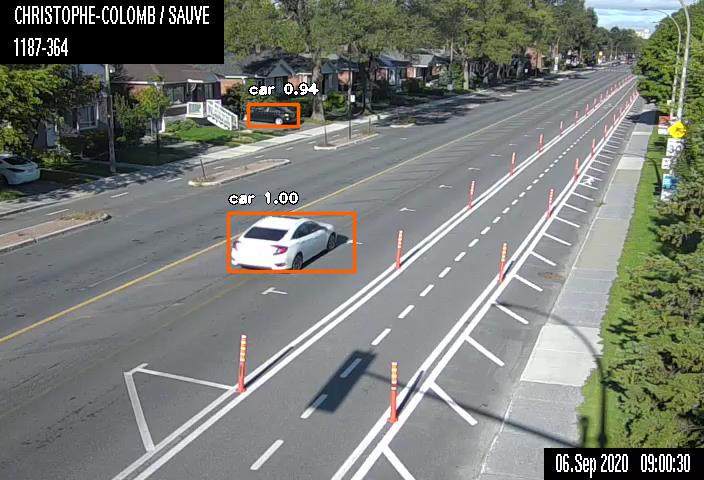 CHRISTOPHE-COLOMB / SAUVE
1187-364
car 0.94
car 1.00
06.Sep 2020 09:00:30